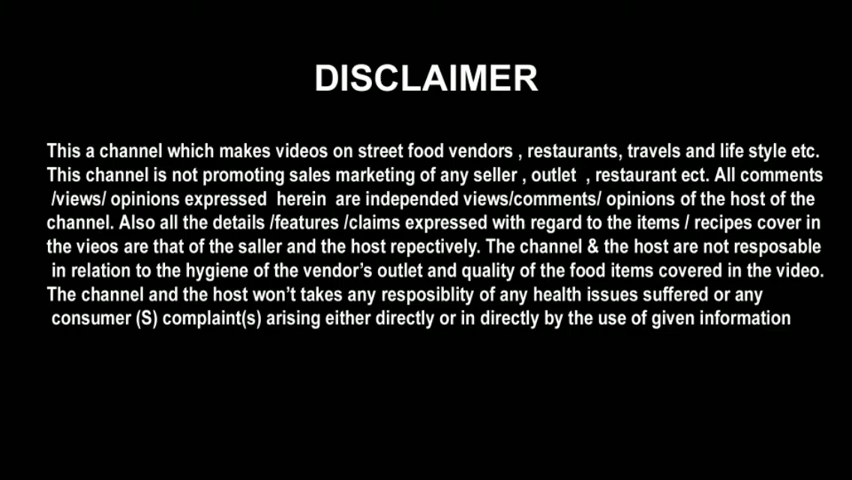 DISCLAIMER
This a channel which makes videos on street food vendors , restaurants, travels and life style etc.
This channel is not promoting sales marketing of any seller , outlet , restaurant ect. All comments
/views/ opinions expressed herein are independed views/comments/ opinions of the host of the
channel. Also all the details /features /claims expressed with regard to the items / recipes cover in
the vieos are that of the saller and the host repectively. The channel & the host are not resposable
in relation to the hygiene of the vendor's outlet and quality of the food items covered in the video.
The channel and the host won't takes any resposiblity of any health issues suffered or any
consumer (S) complaint(s) arising either directly or in directly by the use of given information